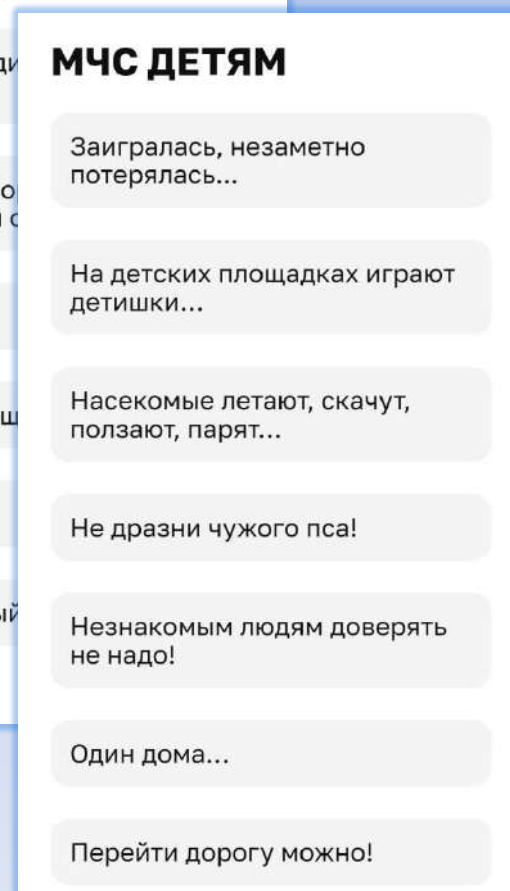 МЧС ДЕТЯМ
Заигралась, незаметно
потерялась...
На детских площадках играют
детишки...
Насекомые летают, скачут,
ползают, парят...
Не дразни чужого пса!
Незнакомым людям доверять
не надо!
Один дома...
Перейти дорогу можно!